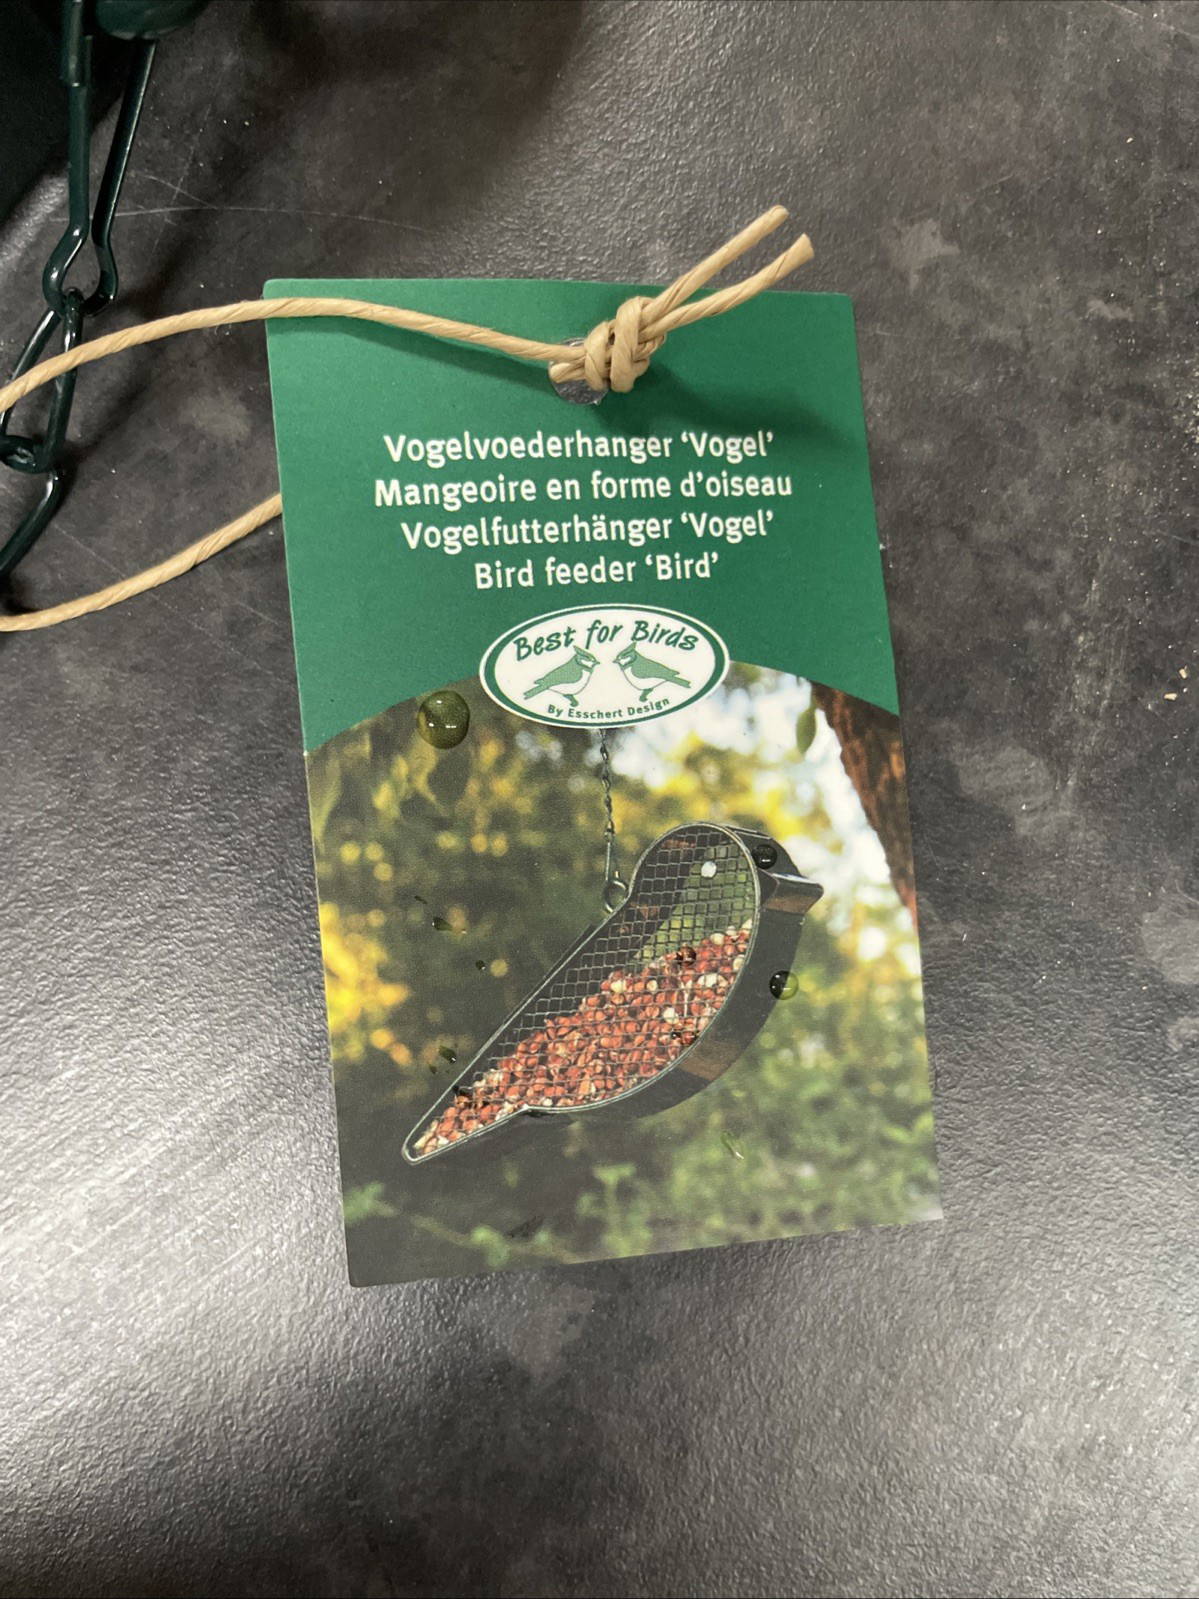 Vogelvoederhanger ‘Vogel’
Mangeoire en forme d’oiseau
Vogelfutterhänger ‘Vogel’
Bird feeder ‘Bird’
Best for Birds
By Esschert Design